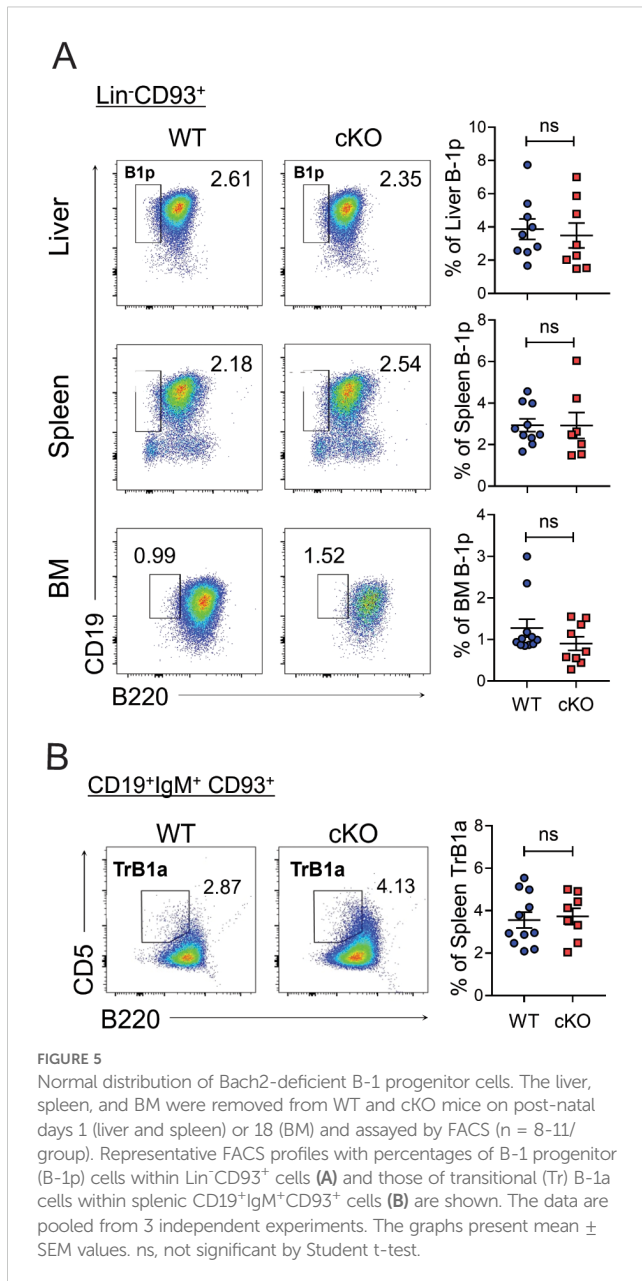 A
Lin⁻CD93⁺
WT
cKO
Liver
B1p
2.61
B1p
2.35
% of Liver B-1p
10
8
6
4
2
0
ns
Spleen
2.18
2.54
% of Spleen B-1p
8
6
4
2
0
ns
BM
0.99
1.52
% of BM B-1p
4
3
2
1
0
ns
WT
cKO
CD19
B220
B
CD19⁺IgM⁺ CD93⁺
WT
cKO
TrB1a
2.87
TrB1a
4.13
% of Spleen TrB1a
8
6
4
2
0
ns
WT
cKO
CD5
B220
FIGURE 5
Normal distribution of Bach2-deficient B-1 progenitor cells. The liver,
spleen, and BM were removed from WT and cKO mice on post-natal
days 1 (liver and spleen) or 18 (BM) and assayed by FACS (n = 8-11/
group). Representative FACS profiles with percentages of B-1 progenitor
(B-1p) cells within Lin⁻CD93⁺ cells (A) and those of transitional (Tr) B-1a
cells within splenic CD19⁺IgM⁺CD93⁺ cells (B) are shown. The data are
pooled from 3 independent experiments. The graphs present mean ±
SEM values. ns, not significant by Student t-test.